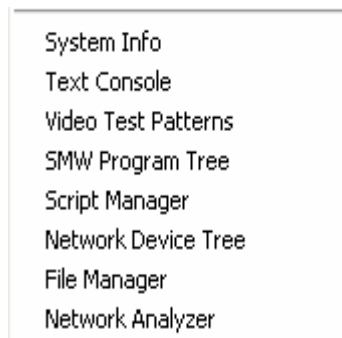 System Info
Text Console
Video Test Patterns
SMW Program Tree
Script Manager
Network Device Tree
File Manager
Network Analyzer